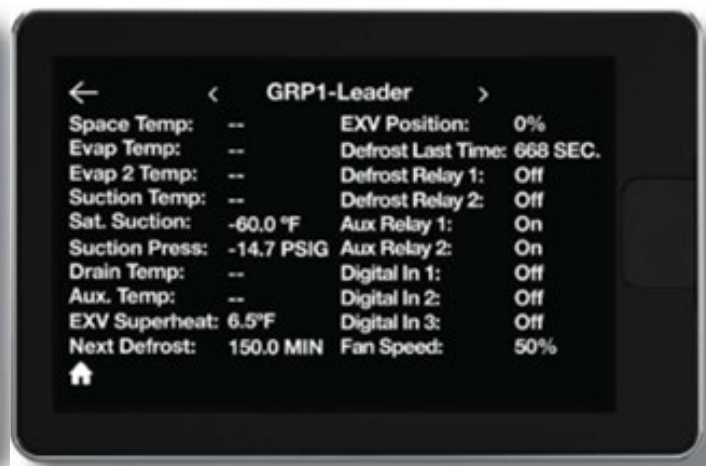 ← < GRP1-Leader >
Space Temp: -- EXV Position: 0%
Evap Temp: -- Defrost Last Time: 668 SEC.
Evap 2 Temp: -- Defrost Relay 1: Off
Suction Temp: -- Defrost Relay 2: Off
Sat. Suction: -60.0 ºF Aux Relay 1: On
Suction Press: -14.7 PSIG Aux Relay 2: On
Drain Temp: -- Digital In 1: Off
Aux. Temp: -- Digital In 2: Off
EXV Superheat: 6.5ºF Digital In 3: Off
Next Defrost: 150.0 MIN Fan Speed: 50%